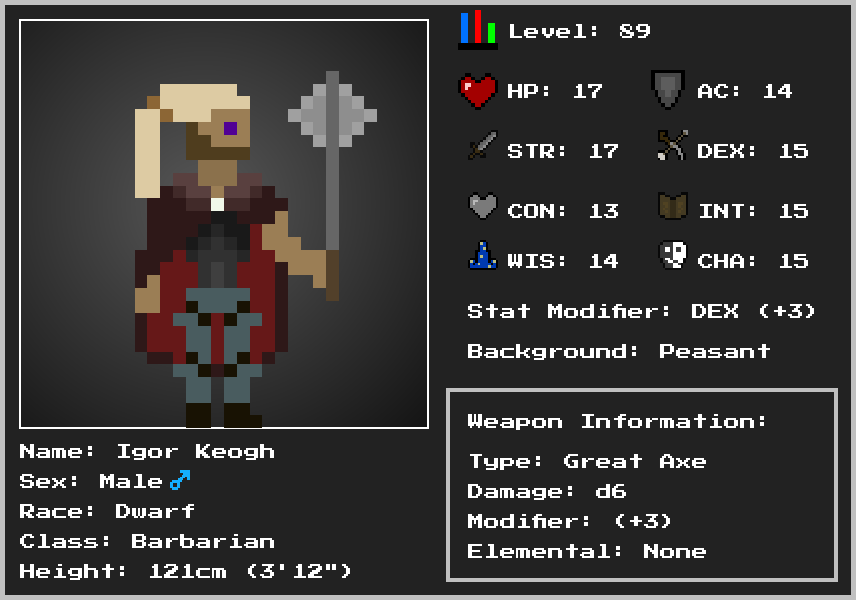 Level: 89
HP: 17
AC: 14
STR: 17
DEX: 15
CON: 13
INT: 15
WIS: 14
CHA: 15
Stat Modifier: DEX (+3)
Background: Peasant
Weapon Information:
Type: Great Axe
Damage: d6
Modifier: (+3)
Elemental: None
Name: Igor Keogh
Sex: Male ♂
Race: Dwarf
Class: Barbarian
Height: 121cm (3'12")